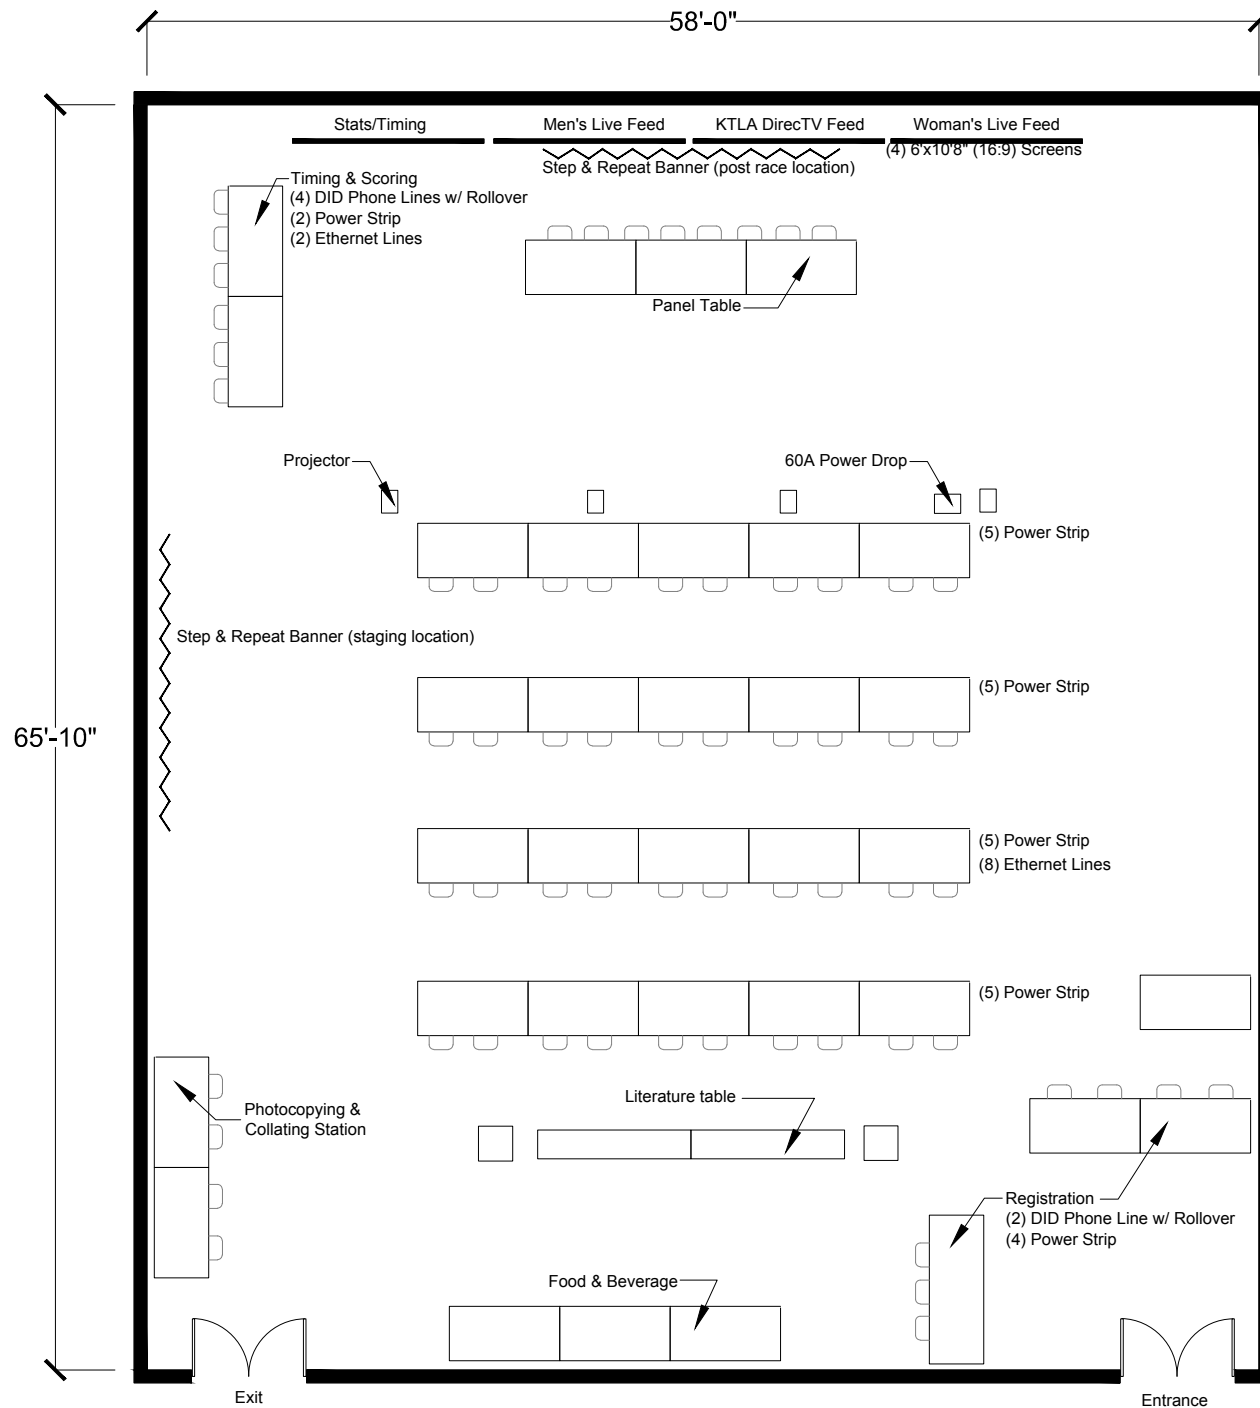 58'-0"
Stats/Timing
Men's Live Feed
KTLA DirecTV Feed
Woman's Live Feed
(4) 6'x10'8" (16:9) Screens
Step & Repeat Banner (post race location)
Timing & Scoring
(4) DID Phone Lines w/ Rollover
(2) Power Strip
(2) Ethernet Lines
Panel Table
Projector
60A Power Drop
(5) Power Strip
Step & Repeat Banner (staging location)
(5) Power Strip
65'-10"
(5) Power Strip
(8) Ethernet Lines
(5) Power Strip
Photocopying &
Collating Station
Literature table
Registration
(2) DID Phone Line w/ Rollover
(4) Power Strip
Food & Beverage
Exit
Entrance